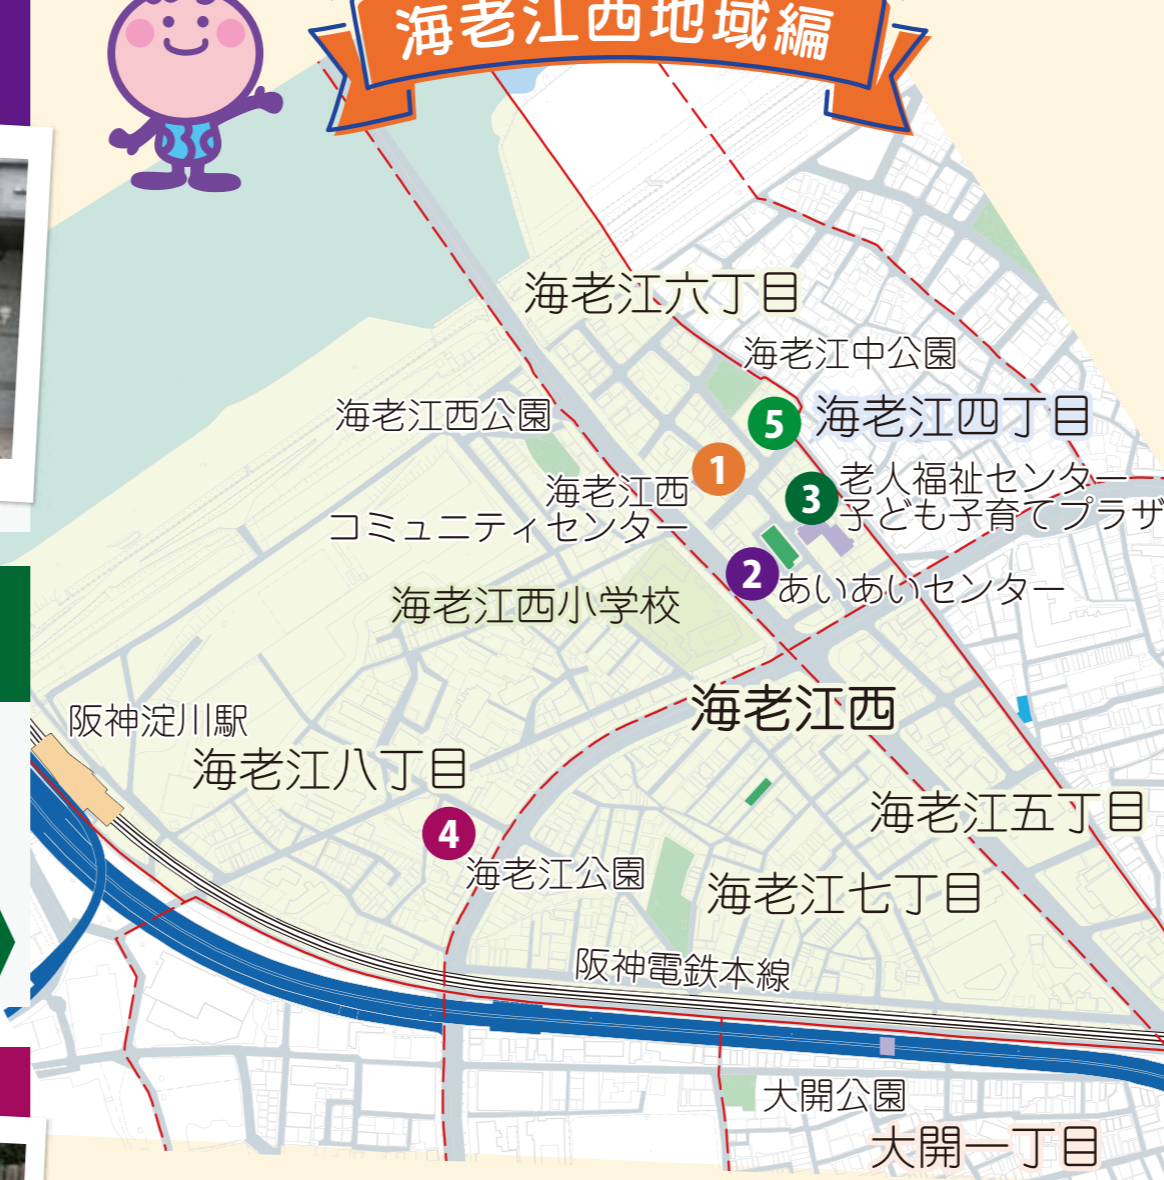 海老江西地域編
海老江六丁目
海老江中公園
海老江西公園
5
海老江四丁目
1
海老江西
コミュニティセンター
3
老人福祉センター
子ども子育てプラザ
2
あいあいセンター
海老江西小学校
海老江西
阪神淀川駅
海老江八丁目
海老江五丁目
4
海老江公園
海老江七丁目
阪神電鉄本線
大開公園
大開一丁目